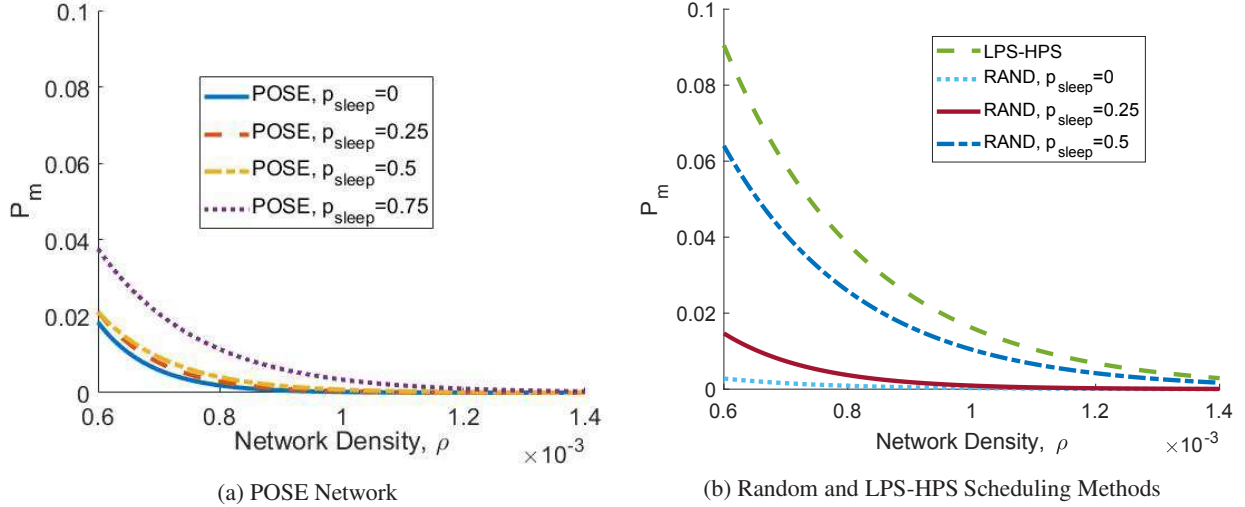 0.1
0.08
0.06
0.04
0.02
0
P_m
POSE, p_sleep=0
POSE, p_sleep=0.25
POSE, p_sleep=0.5
POSE, p_sleep=0.75
0.6
0.8
1
1.2
1.4
Network Density, ρ
×10^-3
(a) POSE Network
0.1
0.08
0.06
0.04
0.02
0
P_m
LPS-HPS
RAND, p_sleep=0
RAND, p_sleep=0.25
RAND, p_sleep=0.5
0.6
0.8
1
1.2
1.4
Network Density, ρ
×10^-3
(b) Random and LPS-HPS Scheduling Methods